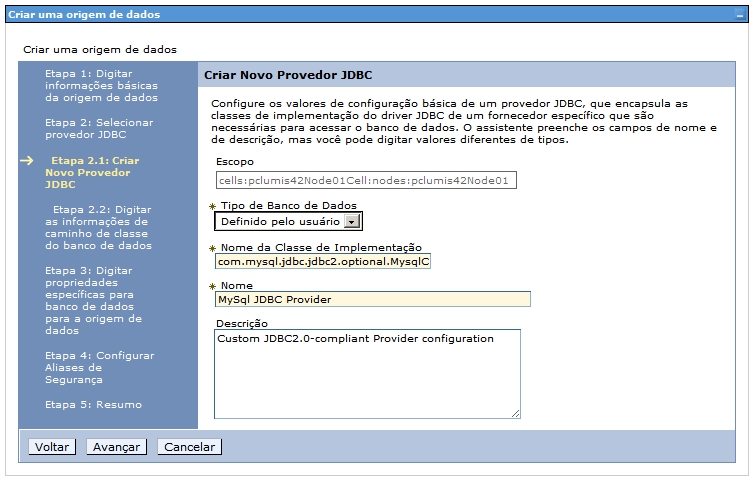 Criar uma origem de dados
Criar uma origem de dados
Etapa 1: Digitar
informações básicas
da origem de dados
Etapa 2: Selecionar
provedor JDBC
Etapa 2.1: Criar
Novo Provedor
JDBC
Etapa 2.2: Digitar
as informações de
caminho de classe
do banco de dados
Etapa 3: Digitar
propriedades
específicas para
banco de dados
para a origem de
dados
Etapa 4: Configurar
Aliases de
Segurança
Etapa 5: Resumo
Criar Novo Provedor JDBC
Configure os valores de configuração básica de um provedor JDBC, que encapsula as
classes de implementação do driver JDBC de um fornecedor específico que são
necessárias para acessar o banco de dados. O assistente preenche os campos de nome e
de descrição, mas você pode digitar valores diferentes de tipos.
Escopo
cells:pclumis42Node01Cell:nodes:pclumis42Node01
* Tipo de Banco de Dados
Definido pelo usuário
* Nome da Classe de Implementação
com.mysql.jdbc.jdbc2.optional.MysqlC
* Nome
MySql JDBC Provider
Descrição
Custom JDBC2.0-compliant Provider configuration
Voltar Avançar Cancelar